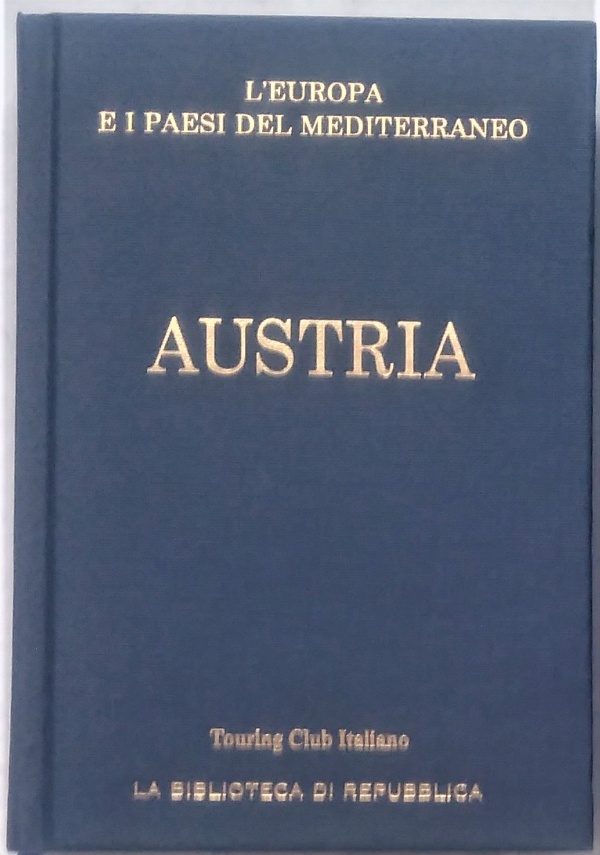 L'EUROPA
E I PAESI DEL MEDITERRANEO
AUSTRIA
Touring Club Italiano
LA BIBLIOTECA DI REPUBBLICA